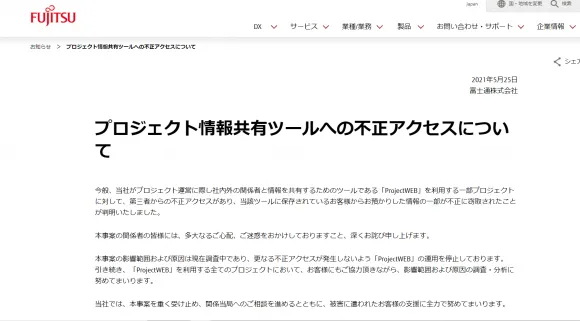 Japan
国・地域を変更
検索
FUJITSU
DX サービス 業種/業務 製品 お問い合わせ・サポート 企業情報
お知らせ > プロジェクト情報共有ツールへの不正アクセスについて
シェア
2021年5月25日
富士通株式会社
プロジェクト情報共有ツールへの不正アクセスについ
て
今般、当社がプロジェクト運営に際し社内外の関係者と情報を共有するためのツールである「ProjectWEB」を利用する一部プロジェクト
に対して、第三者からの不正アクセスがあり、当該ツールに保存されているお客様からお預かりした情報の一部が不正に窃取されたこと
が判明いたしました。
本事案の関係者の皆様には、多大なるご心配、ご迷惑をおかけしておりますこと、深くお詫び申し上げます。
本事案の影響範囲および原因は現在調査中であり、更なる不正アクセスが発生しないよう「ProjectWEB」の運用を停止しております。
引き続き、「ProjectWEB」を利用する全てのプロジェクトにおいて、お客様にもご協力頂きながら、影響範囲および原因の調査・分析に
努めてまいります。
当社では、本事案を重く受け止め、関係当局へのご相談を進めるとともに、被害に遭われたお客様の支援に全力で努めてまいります。